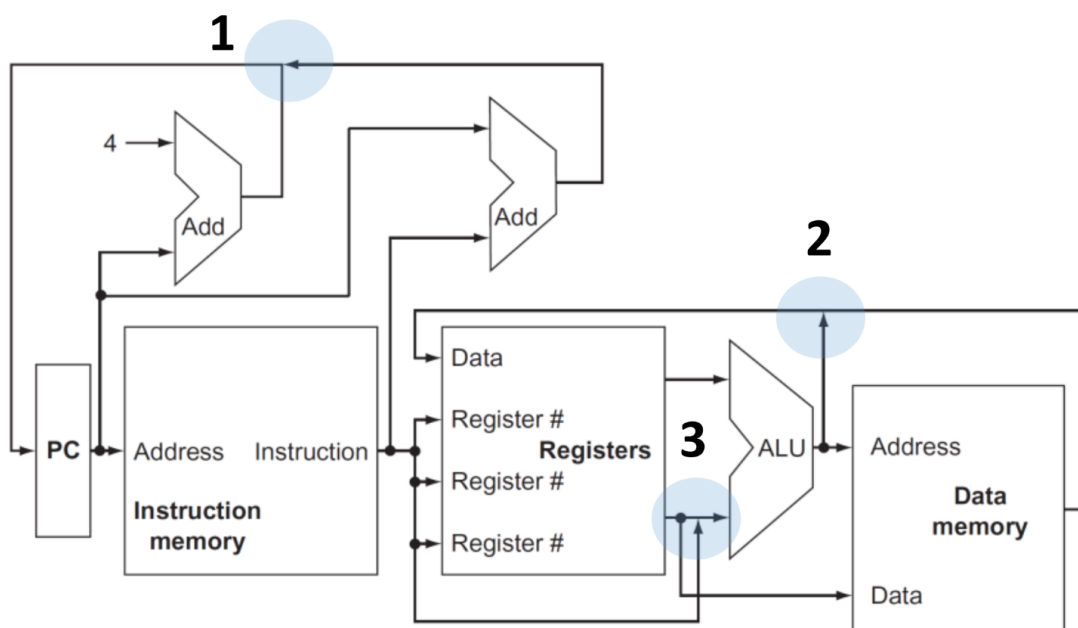 1
4
Add
Add
2
Data
Register #
3
PC
Address
Instruction
Registers
ALU
Address
Register #
Instruction
memory
Data
memory
Register #
Data